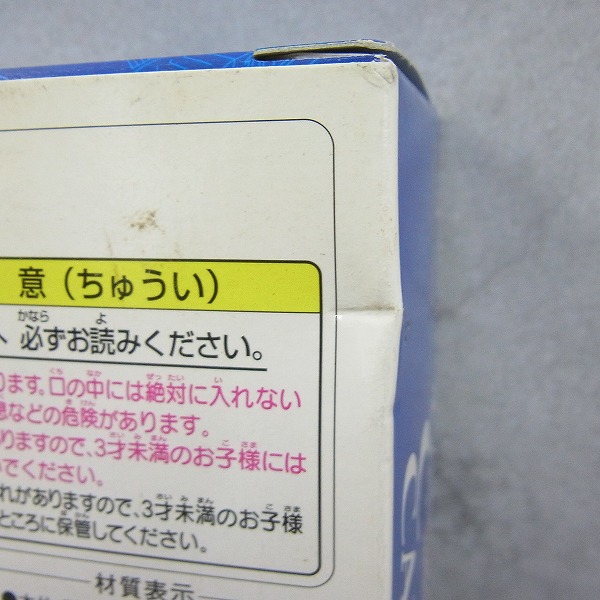 意（ちゅうい）
、必ずお読みください。
ります。口の中には絶対に入れない
息などの危険があります。
ありますので、3才未満のお子様には
いでください。
れがありますので、3才未満のお子様
ところに保管してください。
材質表示